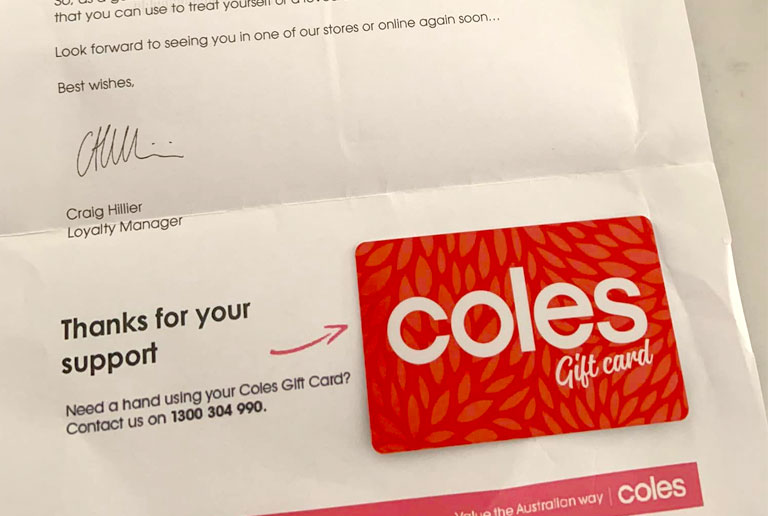 that you can use to treat yourself or a
Look forward to seeing you in one of our stores or online again soon...
Best wishes,
Craig Hillier
Loyalty Manager
Thanks for your
support
Need a hand using your Coles Gift Card?
Contact us on 1300 304 990.
coles
Gift card
Value the Australian way | coles